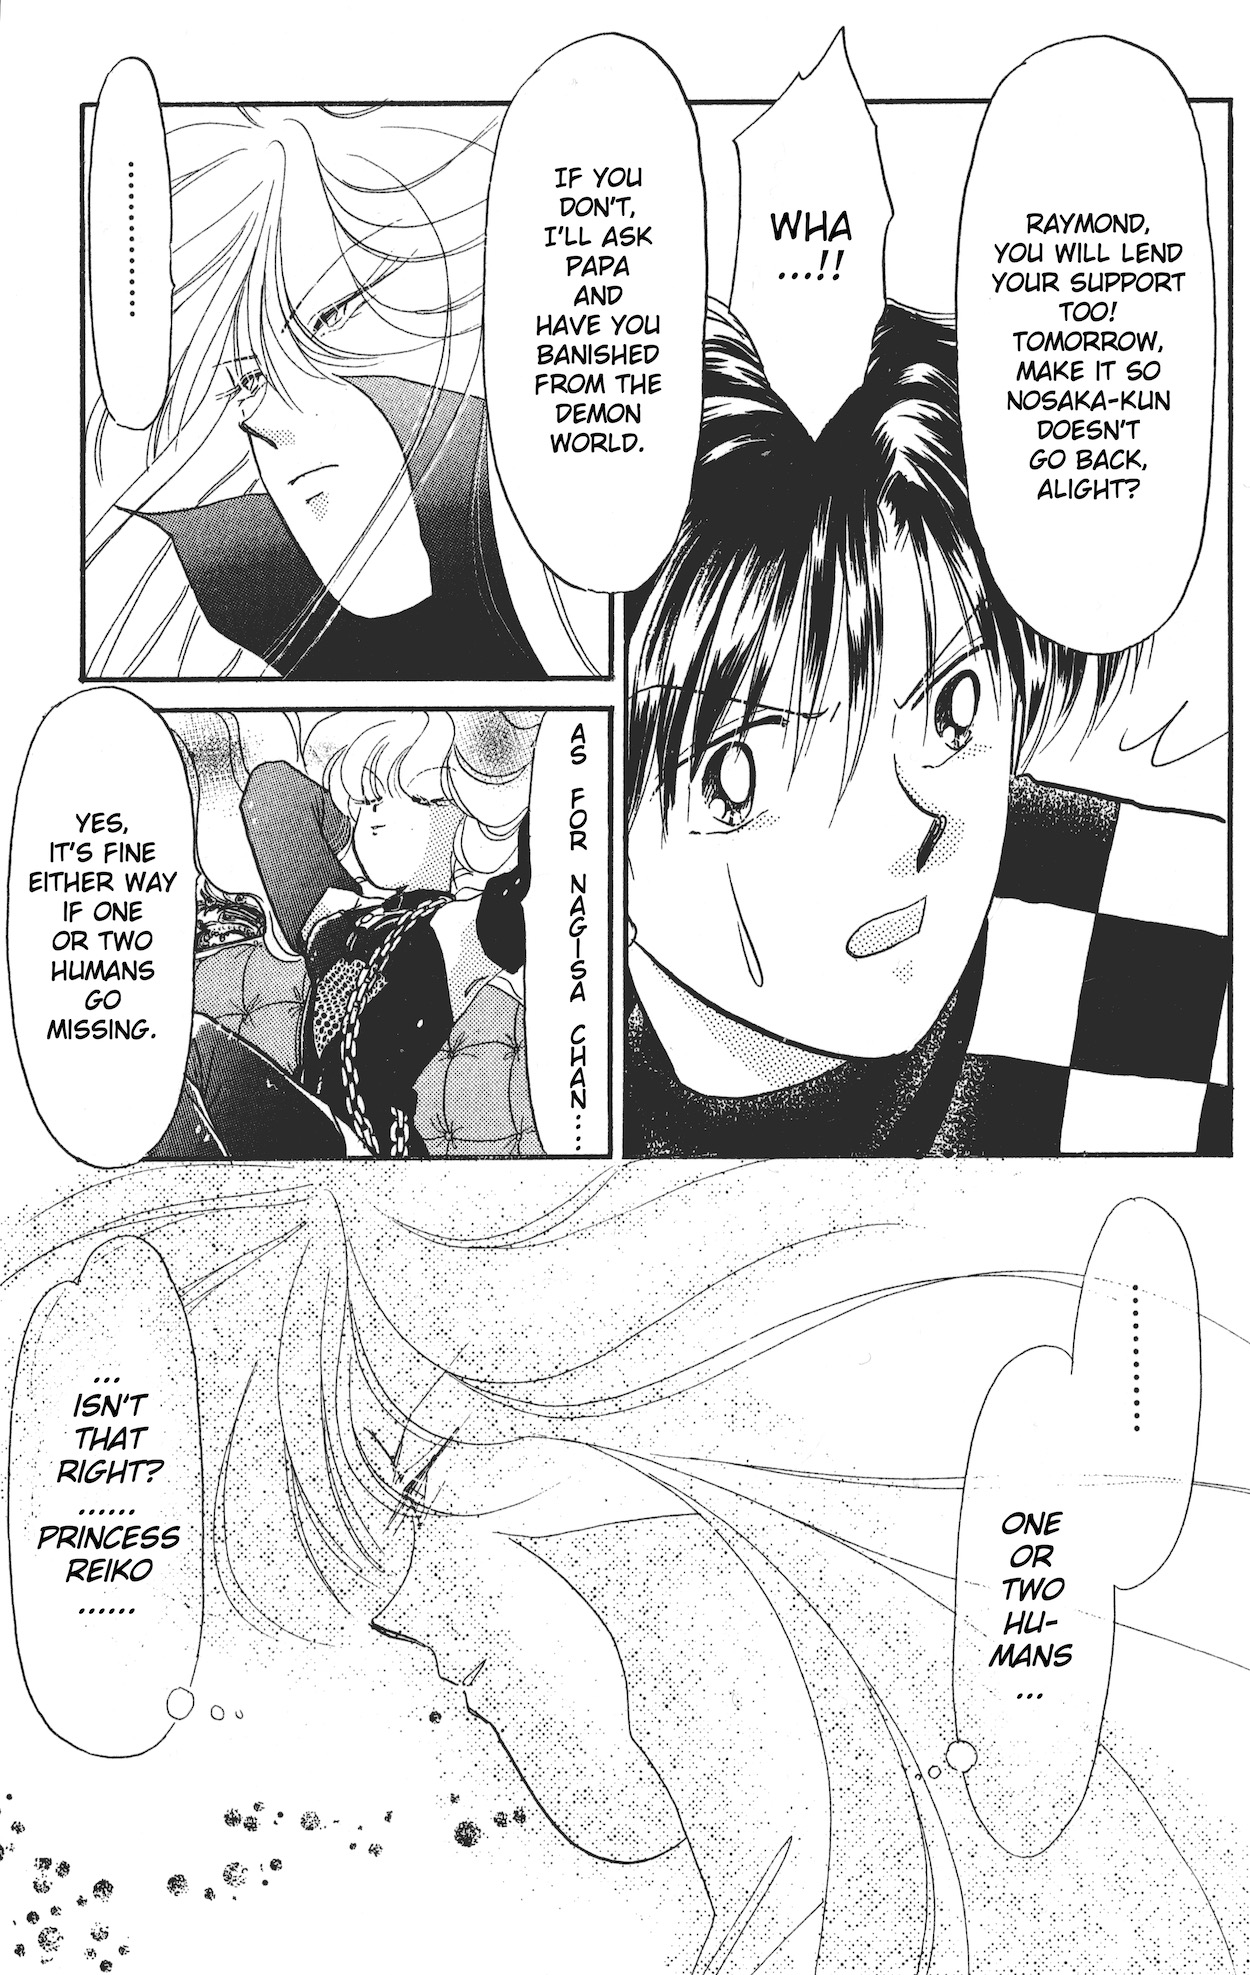 RAYMOND,
YOU WILL LEND
YOUR SUPPORT
TOO!
TOMORROW,
MAKE IT SO
NOSAKA-KUN
DOESN'T
GO BACK,
ALIGHT?
WHA
...!!
IF YOU
DON'T,
I'LL ASK
PAPA
AND
HAVE YOU
BANISHED
FROM THE
DEMON
WORLD.
............
AS FOR NAGISA CHAN....
YES,
IT'S FINE
EITHER WAY
IF ONE
OR TWO
HUMANS
GO
MISSING.
............
ONE
OR
TWO
HU-
MANS
...
...
ISN'T
THAT
RIGHT?
......
PRINCESS
REIKO
......